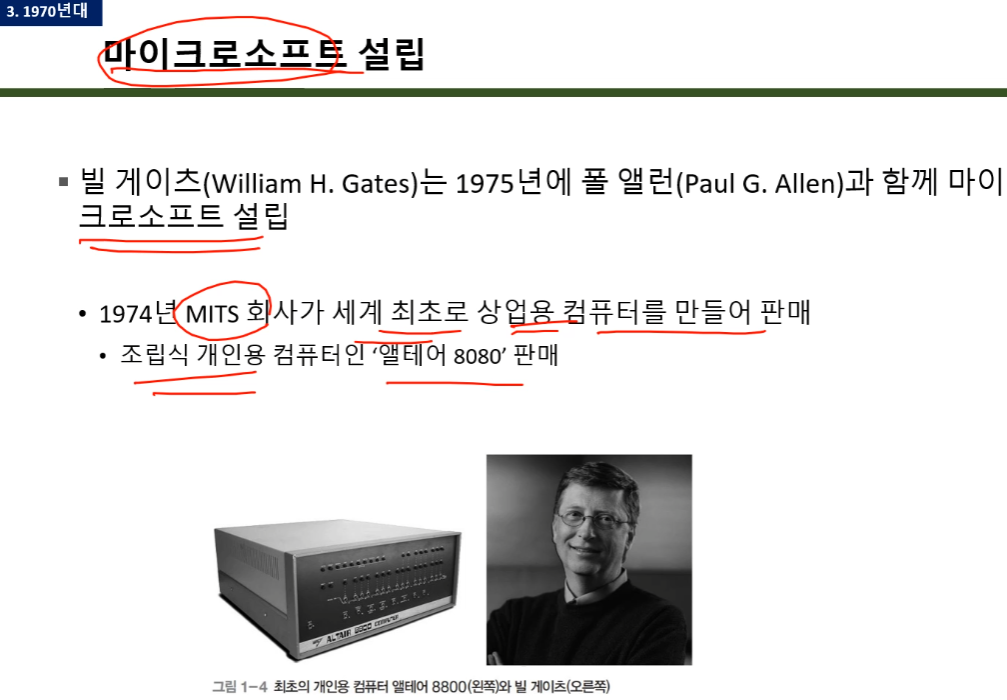 3. 1970년대
마이크로소프트 설립
▪ 빌 게이츠(William H. Gates)는 1975년에 폴 앨런(Paul G. Allen)과 함께 마이
크로소프트 설립
• 1974년 MITS 회사가 세계 최초로 상업용 컴퓨터를 만들어 판매
• 조립식 개인용 컴퓨터인 ‘앨테어 8080’ 판매
ALTAIR 8800 COMPUTER
그림 1-4 최초의 개인용 컴퓨터 앨테어 8800(왼쪽)와 빌 게이츠(오른쪽)